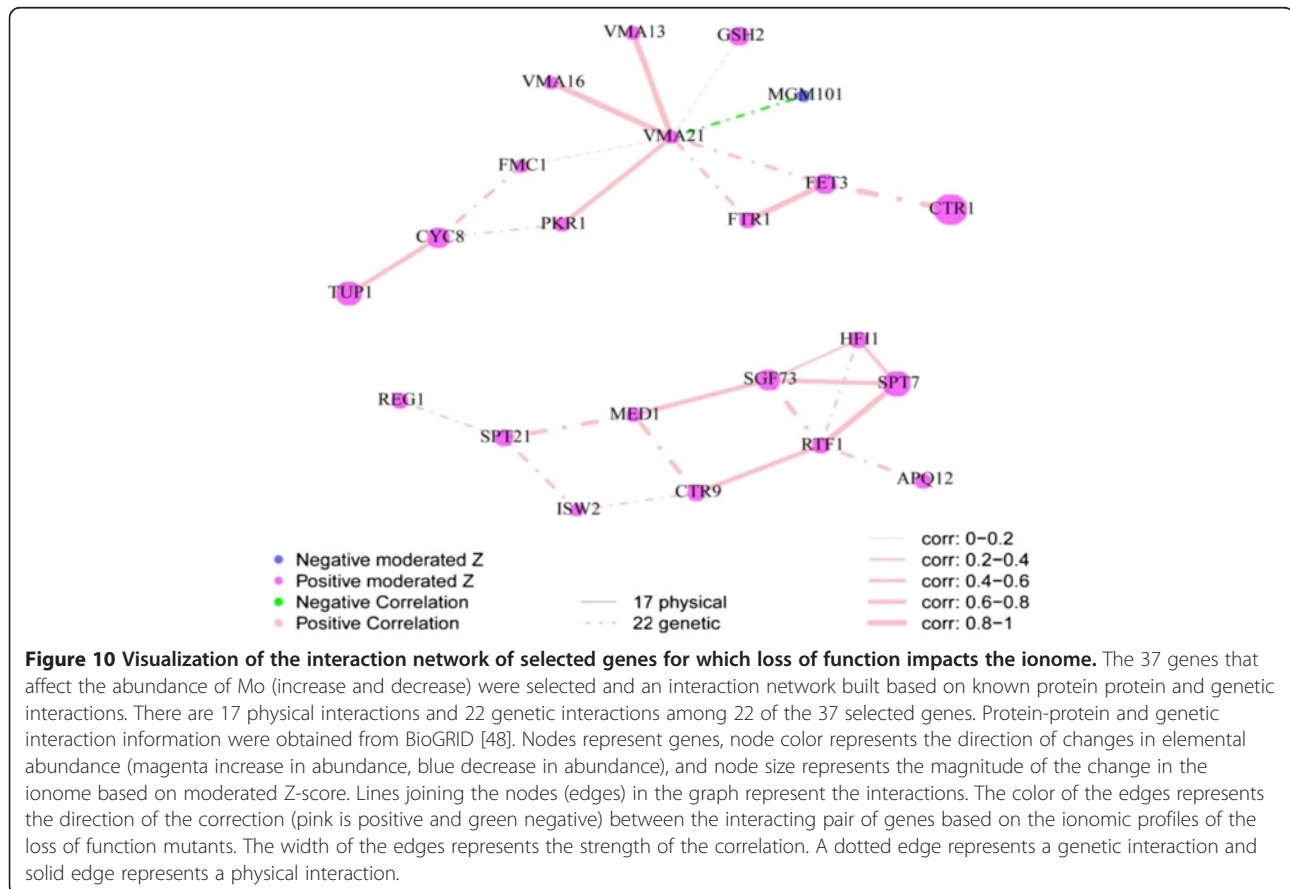 VMA13
GSH2
VMA16
MGM101
VMA21
FMC1
FET3
CTR1
PKR1
FTR1
CYC8
TUP1
HFI1
SGF73
SPT7
REG1
MED1
SPT21
RTF1
APQ12
CTR9
ISW2
Negative moderated Z
Positive moderated Z
Negative Correlation
Positive Correlation
17 physical
22 genetic
corr: 0−0.2
corr: 0.2−0.4
corr: 0.4−0.6
corr: 0.6−0.8
corr: 0.8−1
Figure 10 Visualization of the interaction network of selected genes for which loss of function impacts the ionome. The 37 genes that
affect the abundance of Mo (increase and decrease) were selected and an interaction network built based on known protein protein and genetic
interactions. There are 17 physical interactions and 22 genetic interactions among 22 of the 37 selected genes. Protein-protein and genetic
interaction information were obtained from BioGRID [48]. Nodes represent genes, node color represents the direction of changes in elemental
abundance (magenta increase in abundance, blue decrease in abundance), and node size represents the magnitude of the change in the
ionome based on moderated Z-score. Lines joining the nodes (edges) in the graph represent the interactions. The color of the edges represents
the direction of the correction (pink is positive and green negative) between the interacting pair of genes based on the ionomic profiles of the
loss of function mutants. The width of the edges represents the strength of the correlation. A dotted edge represents a genetic interaction and
solid edge represents a physical interaction.